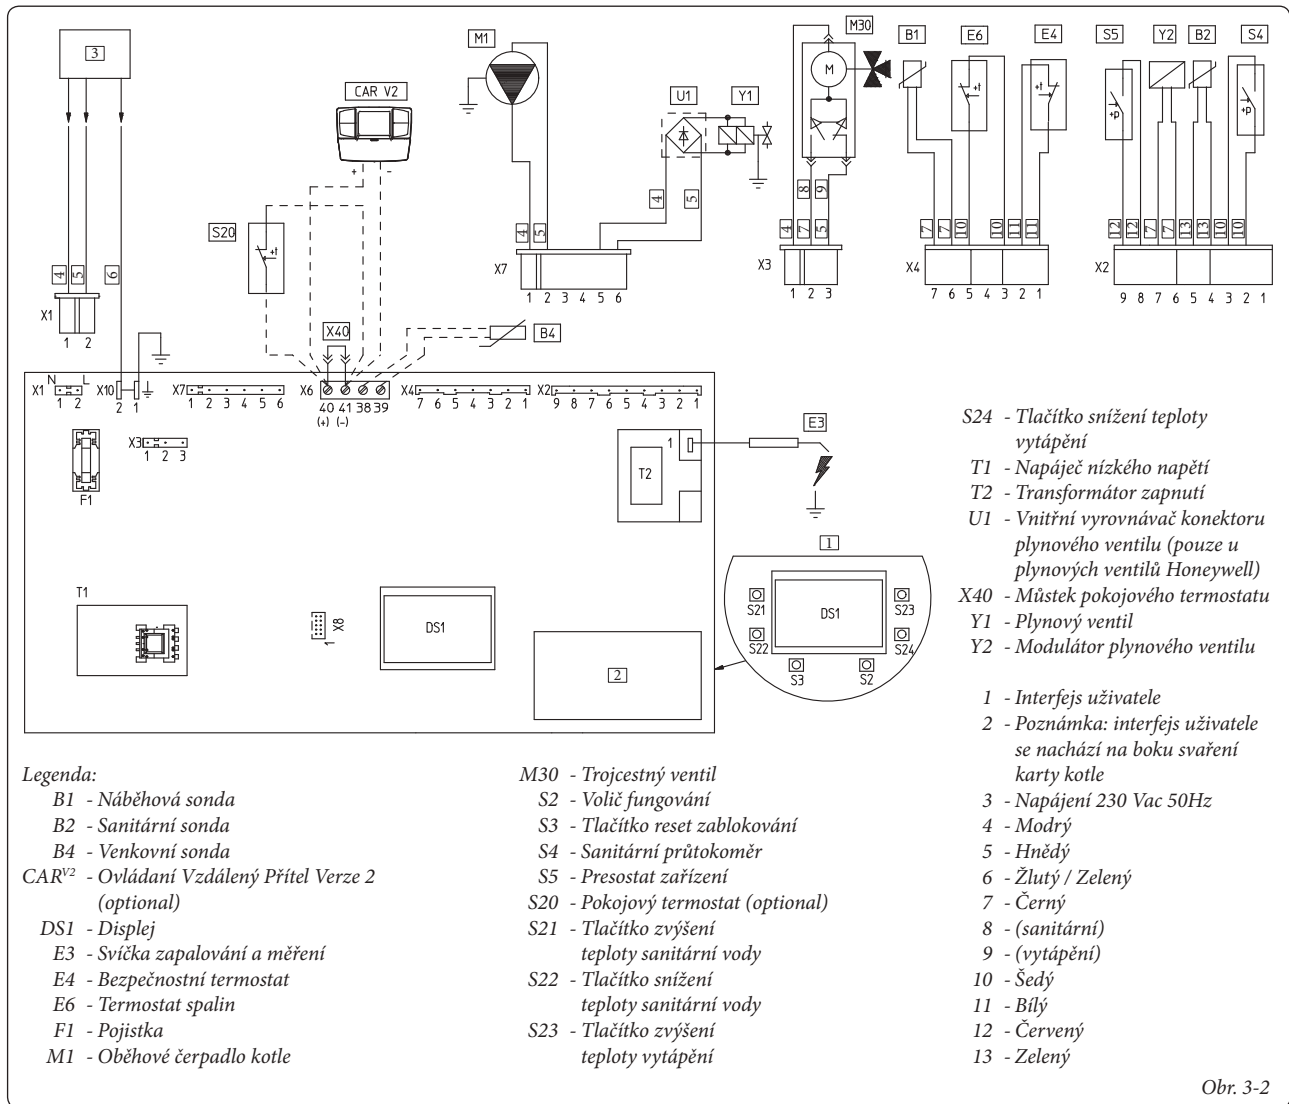 3
M1
M30
B1
E6
E4
S5
Y2
B2
S4
M
CAR V2
U1
Y1
+t
+t
+p
+p
+ -
S20
+t
4 5 6
4 5
4 5
8 9
4 7 5
7 7 10 10 11 11
12 12 7 7 13 13 10 10
X1
1 2
X7
1 2 3 4 5 6
X3
1 2 3
X4
7 6 5 4 3 2 1
X2
9 8 7 6 5 4 3 2 1
X40
B4
X1 N L
1 2
X10
2 1
X7
1 2 3 4 5 6
X6
40 41 38 39
(+) (-)
X4
7 6 5 4 3 2 1
X2
9 8 7 6 5 4 3 2 1
X3
1 2 3
F1
T2
1
E3
1
T1
X8
1
DS1
2
DS1
S21
S22
S3
S2
S23
S24
Legenda:
B1 - Náběhová sonda
B2 - Sanitární sonda
B4 - Venkovní sonda
CARV2 - Ovládaní Vzdálený Přítel Verze 2
(optional)
DS1 - Displej
E3 - Svíčka zapalování a měření
E4 - Bezpečnostní termostat
E6 - Termostat spalin
F1 - Pojistka
M1 - Oběhové čerpadlo kotle
M30 - Trojcestný ventil
S2 - Volič fungování
S3 - Tlačítko reset zablokování
S4 - Sanitární průtokoměr
S5 - Presostat zařízení
S20 - Pokojový termostat (optional)
S21 - Tlačítko zvýšení
teploty sanitární vody
S22 - Tlačítko snížení
teploty sanitární vody
S23 - Tlačítko zvýšení
teploty vytápění
S24 - Tlačítko snížení teploty
vytápění
T1 - Napáječ nízkého napětí
T2 - Transformátor zapnutí
U1 - Vnitřní vyrovnávač konektoru
plynového ventilu (pouze u
plynových ventilů Honeywell)
X40 - Můstek pokojového termostatu
Y1 - Plynový ventil
Y2 - Modulátor plynového ventilu
1 - Interfejs uživatele
2 - Poznámka: interfejs uživatele
se nachází na boku svaření
karty kotle
3 - Napájení 230 Vac 50Hz
4 - Modrý
5 - Hnědý
6 - Žlutý / Zelený
7 - Černý
8 - (sanitární)
9 - (vytápění)
10 - Šedý
11 - Bílý
12 - Červený
13 - Zelený
Obr. 3-2